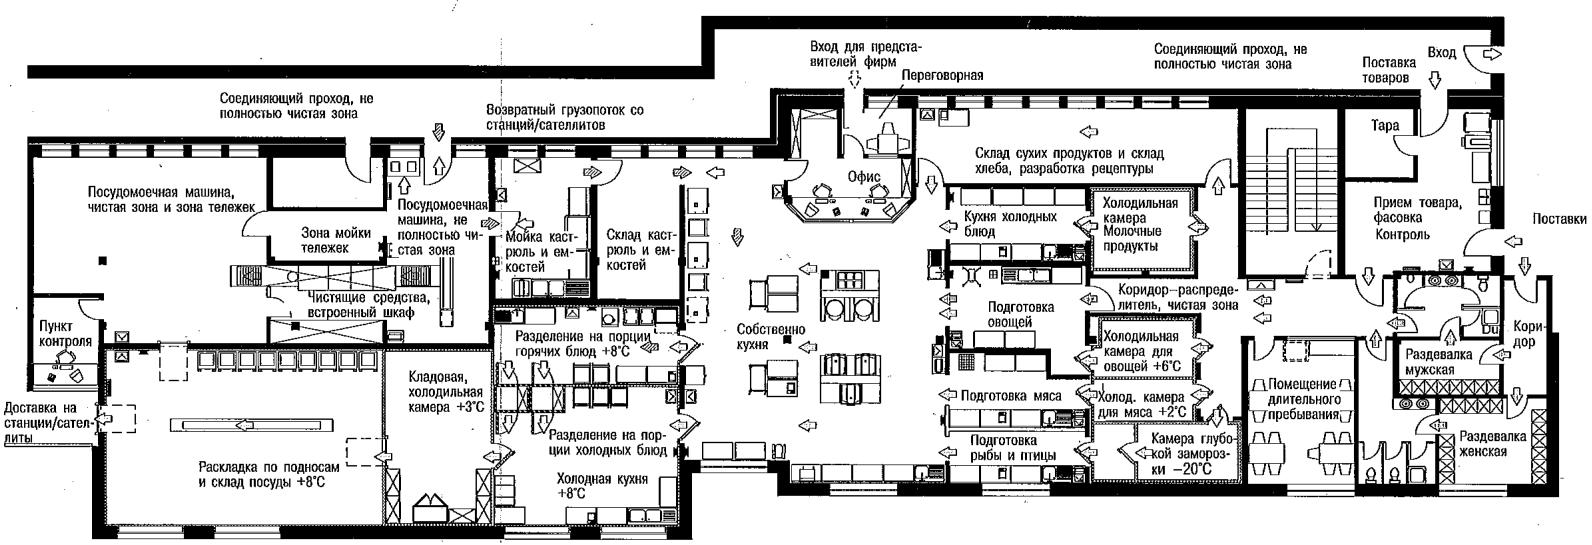 Соединяющий проход, не
полностью чистая зона
Возвратный грузопоток со
станций/сателлитов
Вход для предста-
вителей фирм
Переговорная
Соединяющий проход, не
полностью чистая зона
Поставка
товаров
Вход
Посудомоечная машина,
чистая зона и зона тележек
Зона мойки
тележек
Посудомоечная
машина, не
полностью чи-
стая зона
Мойка каст-
рюль и ем-
костей
Склад каст-
рюль и ем-
костей
Офис
Склад сухих продуктов и склад
хлеба, разработка рецептуры
Кухня холодных
блюд
Холодильная
камера
Молочные
продукты
Тара
Прием товара,
фасовка
Контроль
Поставки
Чистящие средства,
встроенный шкаф
Пункт
контроля
Разделение на порции
горячих блюд +8°C
Собственно
кухня
Подготовка
овощей
Коридор–распреде-
литель, чистая зона
Холодильная
камера для
овощей +6°C
Кори-
дор
Раздевалка
мужская
Кладовая,
холодильная
камера +3°C
Подготовка мяса
Холод. камера
для мяса +2°C
Помещение
длительного
пребывания
Доставка на
станции/сател-
литы
Раскладка по подносам
и склад посуды +8°C
Разделение на пор-
ции холодных блюд
Холодная кухня
+8°C
Подготовка
рыбы и птицы
Камера глубо-
кой замороз-
ки –20°C
Раздевалка
женская